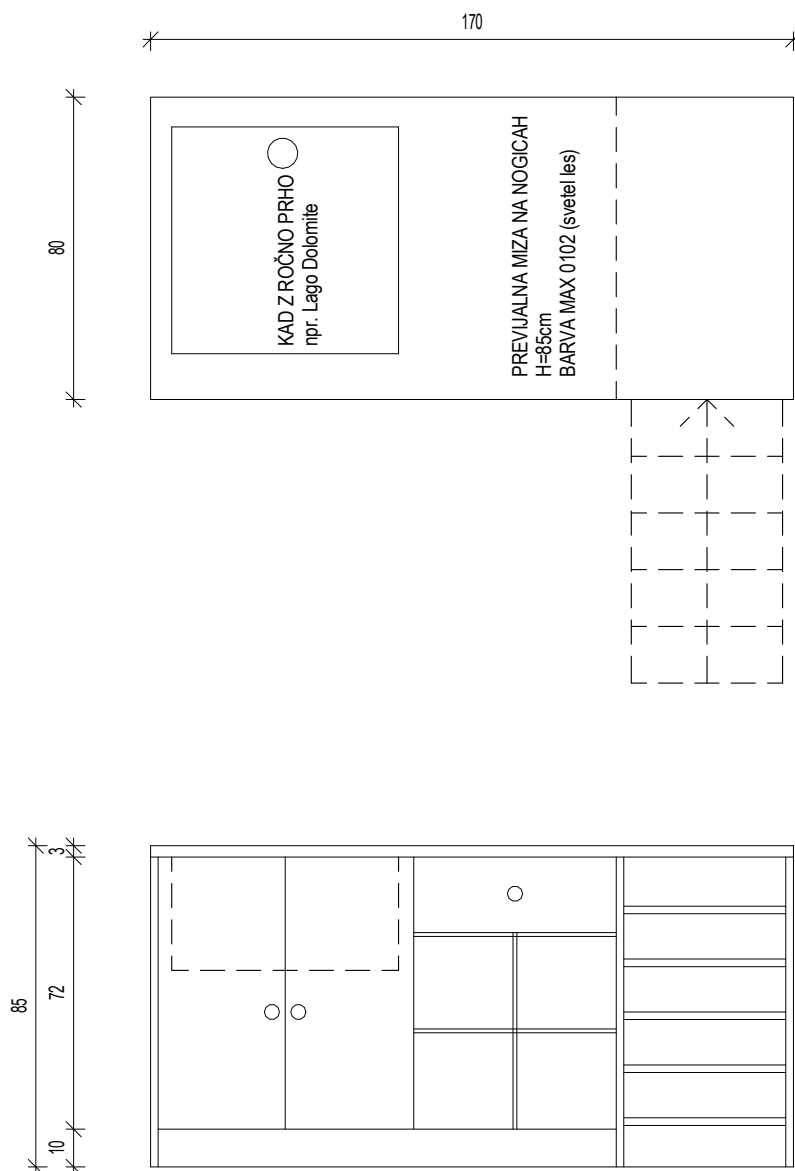 170
80
KAD Z ROČNO PRHO
npr. Lago Dolomite
PREVIJALNA MIZA NA NOGICAH
H=85cm
BARVA MAX 0102 (svetel les)
85
3
72
10